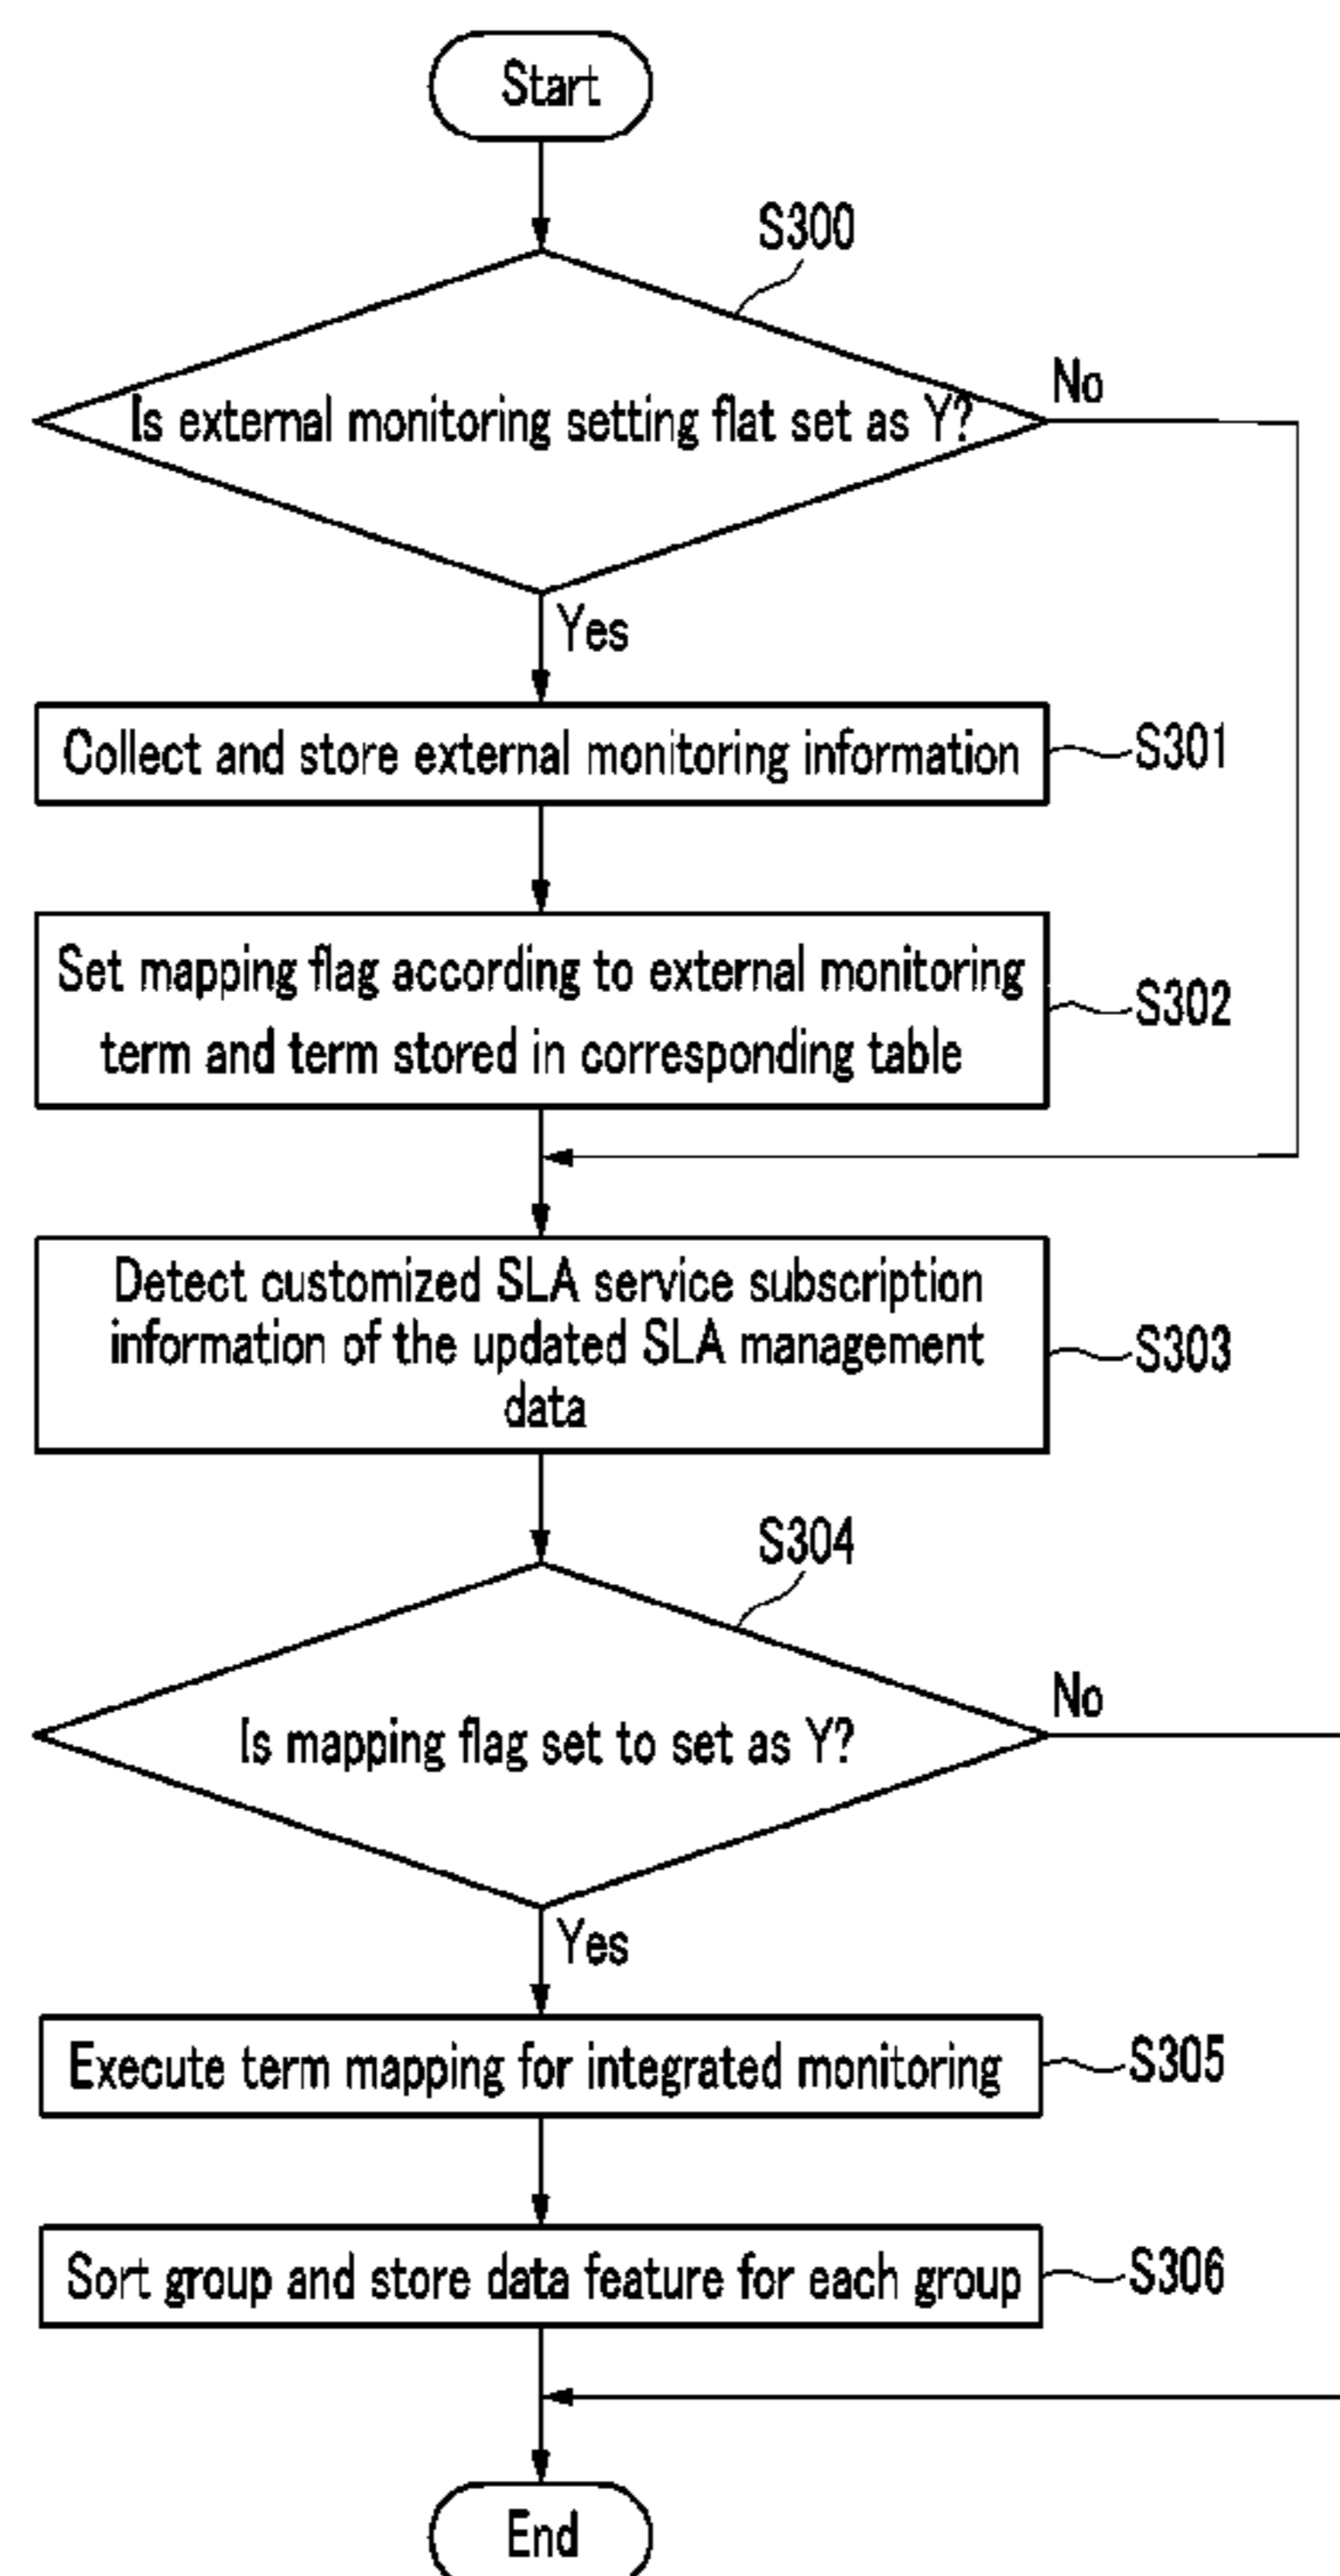 Start
S300
Is external monitoring setting flat set as Y?
No
Yes
Collect and store external monitoring information
S301
Set mapping flag according to external monitoring
term and term stored in corresponding table
S302
Detect customized SLA service subscription
information of the updated SLA management
data
S303
S304
Is mapping flag set to set as Y?
No
Yes
Execute term mapping for integrated monitoring
S305
Sort group and store data feature for each group
S306
End